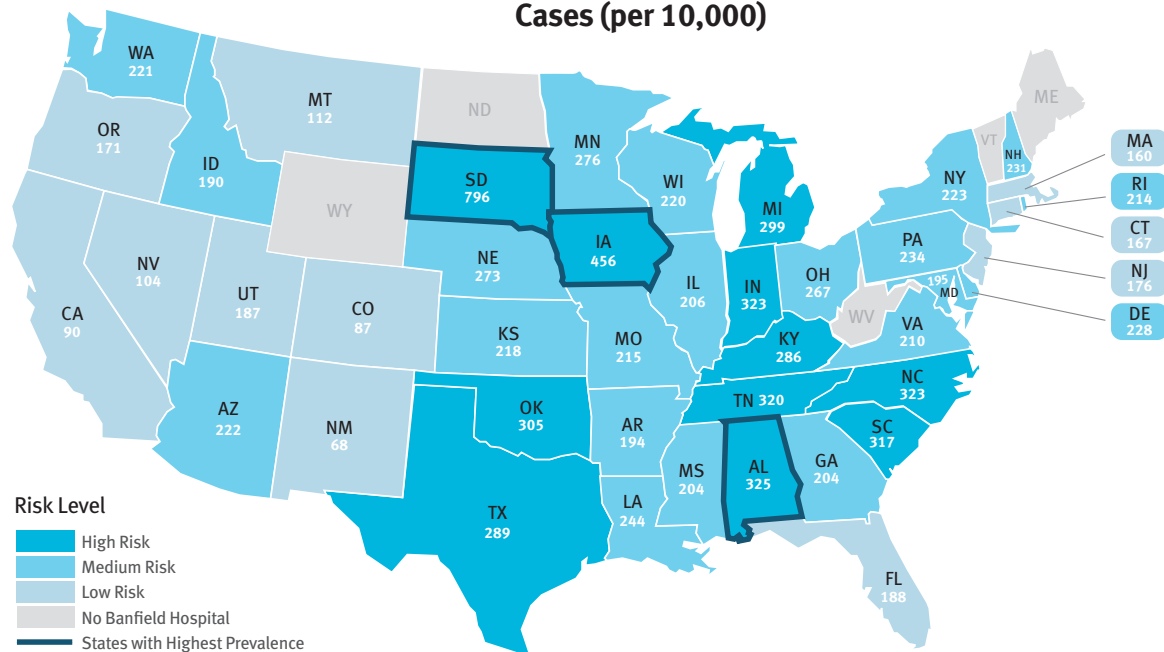 Cases (per 10,000)
WA
221
MT
112
ND
ME
OR
171
ID
190
MN
276
VT
NH
231
MA
160
SD
796
WI
220
NY
223
RI
214
WY
MI
299
CT
167
IA
456
PA
234
NE
273
NV
104
IL
206
IN
323
OH
267
195
MD
NJ
176
UT
187
CO
87
CA
90
WV
VA
210
DE
228
KS
218
MO
215
KY
286
NC
323
TN 320
AZ
222
OK
305
NM
68
AR
194
SC
317
MS
204
AL
325
GA
204
TX
289
LA
244
FL
188
Risk Level
High Risk
Medium Risk
Low Risk
No Banfield Hospital
States with Highest Prevalence